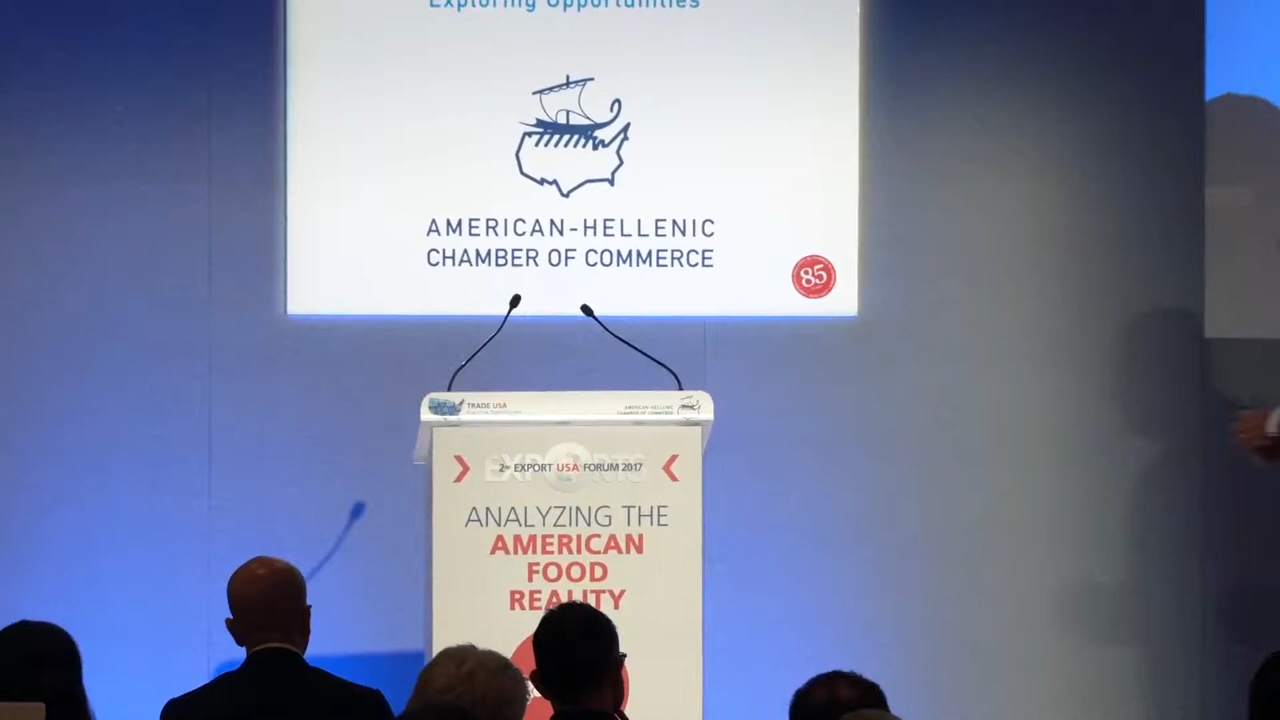 Exploring Opportunities
AMERICAN-HELLENIC
CHAMBER OF COMMERCE
85
TRADE USA
AMERICAN-HELLENIC
CHAMBER OF COMMERCE
EXPORTS
2nd EXPORT USA FORUM 2017
ANALYZING THE
AMERICAN
FOOD
REALITY